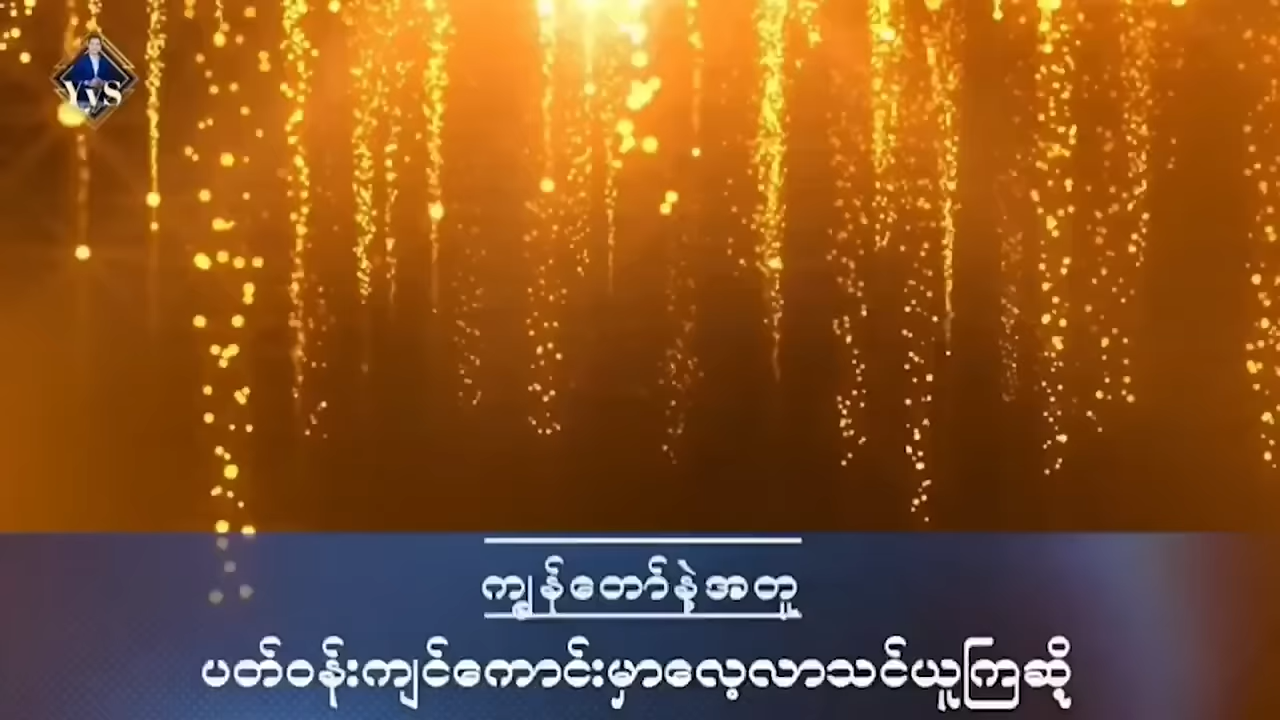 YvS
ကျွန်တော်နဲ့အတူ
ပတ်ဝန်းကျင်ကောင်းမှာလေ့လာသင်ယူကြဆို့